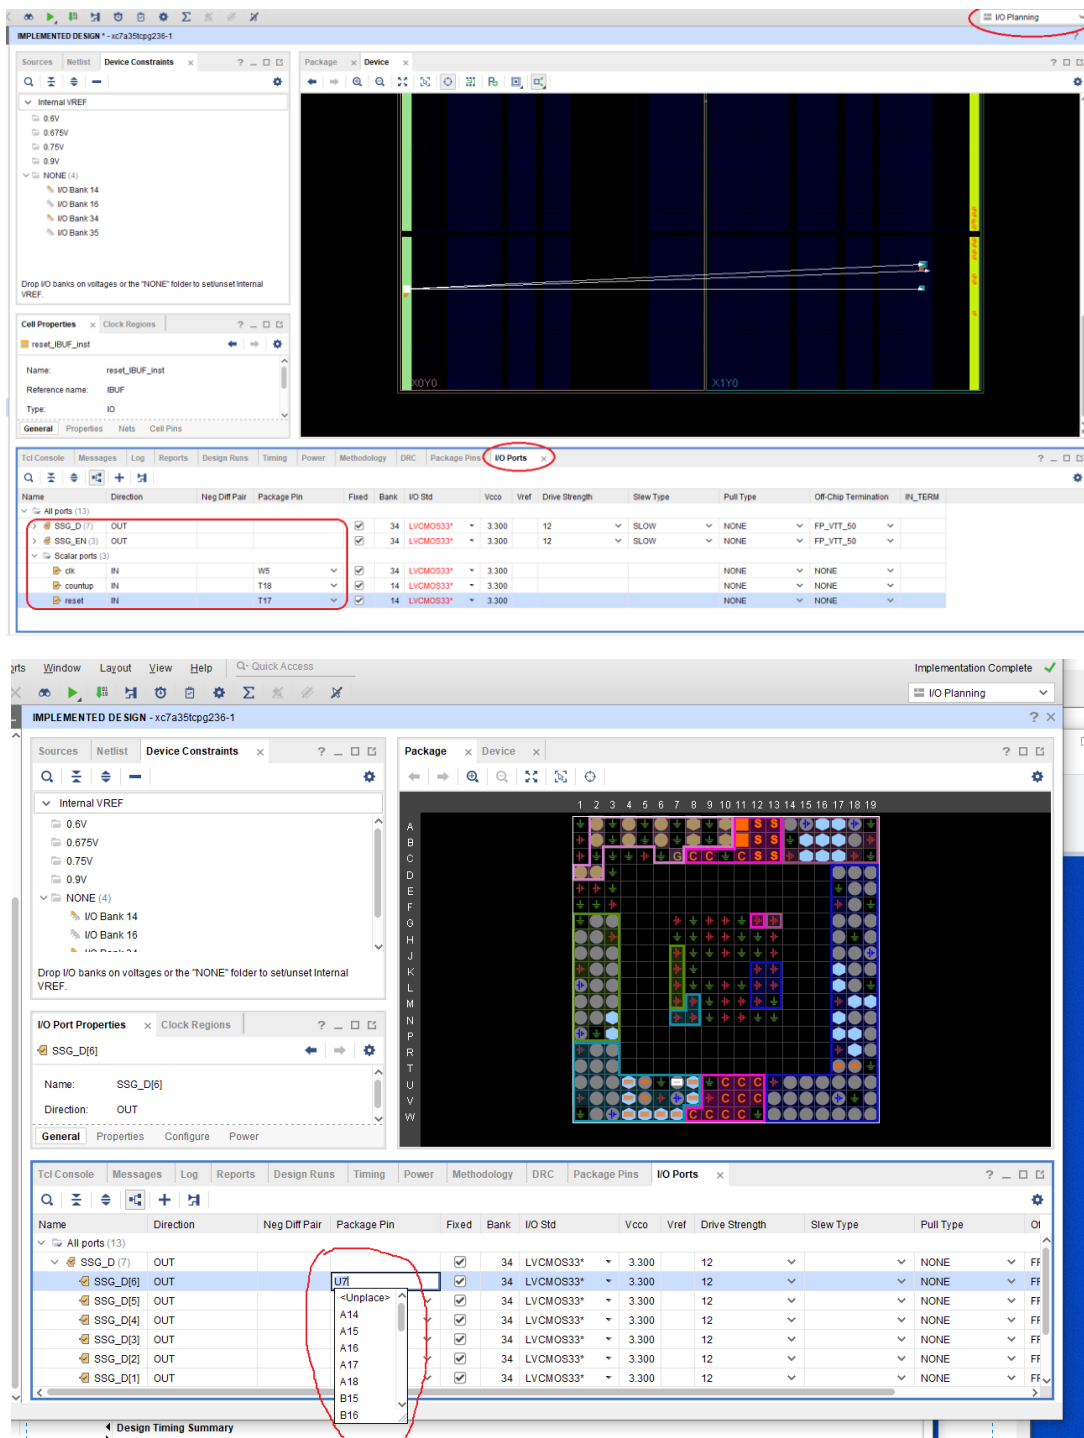 I/O Planning
IMPLEMENTED DESIGN * - xc7a35tcpg236-1 ?
Sources Netlist Device Constraints × ?
Package × Device × ?
Internal VREF
0.6V
0.675V
0.75V
0.9V
NONE (4)
I/O Bank 14
I/O Bank 16
I/O Bank 34
I/O Bank 35
Drop I/O banks on voltages or the "NONE" folder to set/unset Internal
VREF.
Cell Properties × Clock Regions ?
reset_IBUF_inst
Name: reset_IBUF_inst
Reference name: IBUF
Type: IO
General Properties Nets Cell Pins
X0Y0 X1Y0
Tcl Console Messages Log Reports Design Runs Timing Power Methodology DRC Package Pins I/O Ports × ?
Name Direction Neg Diff Pair Package Pin Fixed Bank I/O Std Vcco Vref Drive Strength Slew Type Pull Type Off-Chip Termination IN_TERM
All ports (13)
SSG_D (7) OUT 34 LVCMOS33* 3.300 12 SLOW NONE FP_VTT_50
SSG_EN (3) OUT 34 LVCMOS33* 3.300 12 SLOW NONE FP_VTT_50
Scalar ports (3)
clk IN W5 34 LVCMOS33* 3.300 NONE NONE
countup IN T18 14 LVCMOS33* 3.300 NONE NONE
reset IN T17 14 LVCMOS33* 3.300 NONE NONE
orts Window Layout View Help Q- Quick Access Implementation Complete
I/O Planning
IMPLEMENTED DESIGN - xc7a35tcpg236-1 ? ×
Sources Netlist Device Constraints × ?
Package × Device × ?
Internal VREF
0.6V
0.675V
0.75V
0.9V
NONE (4)
I/O Bank 14
I/O Bank 16
I/O Bank 34
Drop I/O banks on voltages or the "NONE" folder to set/unset Internal
VREF.
I/O Port Properties × Clock Regions ?
SSG_D[6]
Name: SSG_D[6]
Direction: OUT
General Properties Configure Power
1 2 3 4 5 6 7 8 9 10 11 12 13 14 15 16 17 18 19
A S S
B S S
C G C C C S S
D
E
F
G
H
J
K
L
M
N
P
R
T
U C C C
V C C C
W C C C C
Tcl Console Messages Log Reports Design Runs Timing Power Methodology DRC Package Pins I/O Ports × ?
Name Direction Neg Diff Pair Package Pin Fixed Bank I/O Std Vcco Vref Drive Strength Slew Type Pull Type Of
All ports (13)
SSG_D (7) OUT 34 LVCMOS33* 3.300 12 NONE FF
SSG_D[6] OUT U7 34 LVCMOS33* 3.300 12 NONE FF
SSG_D[5] OUT 34 LVCMOS33* 3.300 12 NONE FF
SSG_D[4] OUT 34 LVCMOS33* 3.300 12 NONE FF
SSG_D[3] OUT 34 LVCMOS33* 3.300 12 NONE FF
SSG_D[2] OUT 34 LVCMOS33* 3.300 12 NONE FF
SSG_D[1] OUT 34 LVCMOS33* 3.300 12 NONE FF
<Unplace>
A14
A15
A16
A17
A18
B15
B16
Design Timing Summary